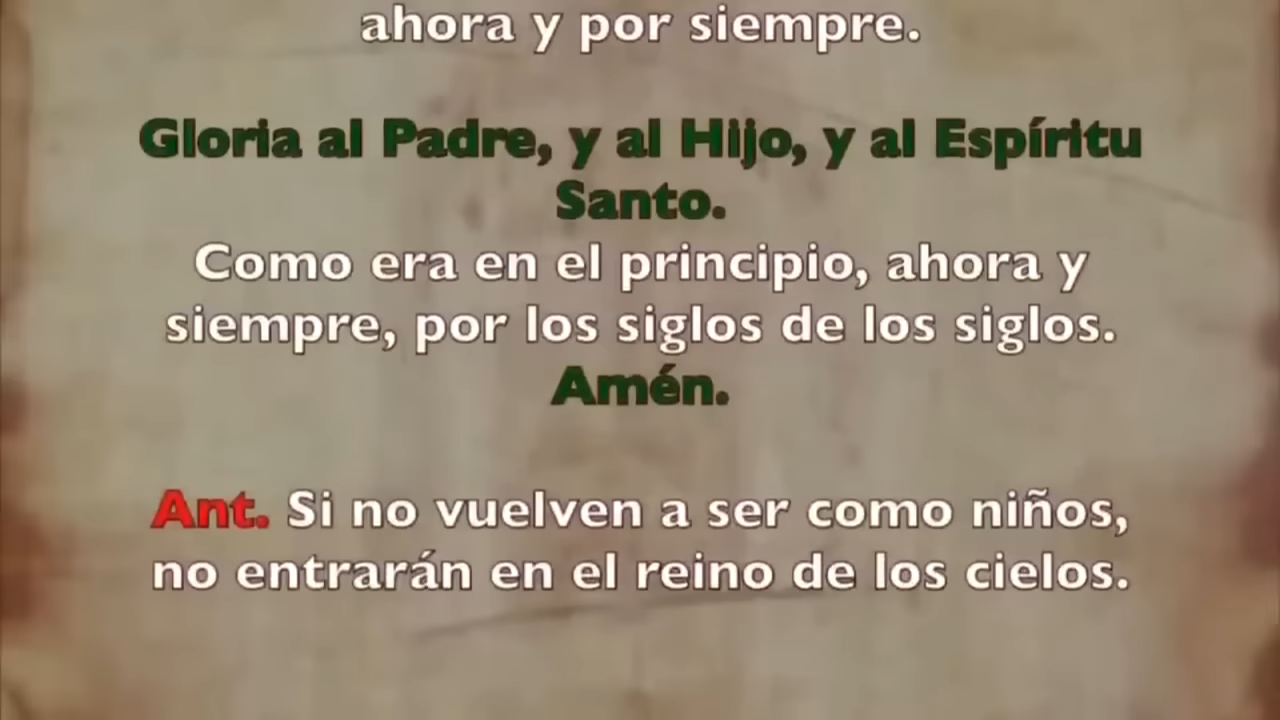 ahora y por siempre.
Gloria al Padre, y al Hijo, y al Espíritu
Santo.
Como era en el principio, ahora y
siempre, por los siglos de los siglos.
Amén.
Ant. Si no vuelven a ser como niños,
no entrarán en el reino de los cielos.